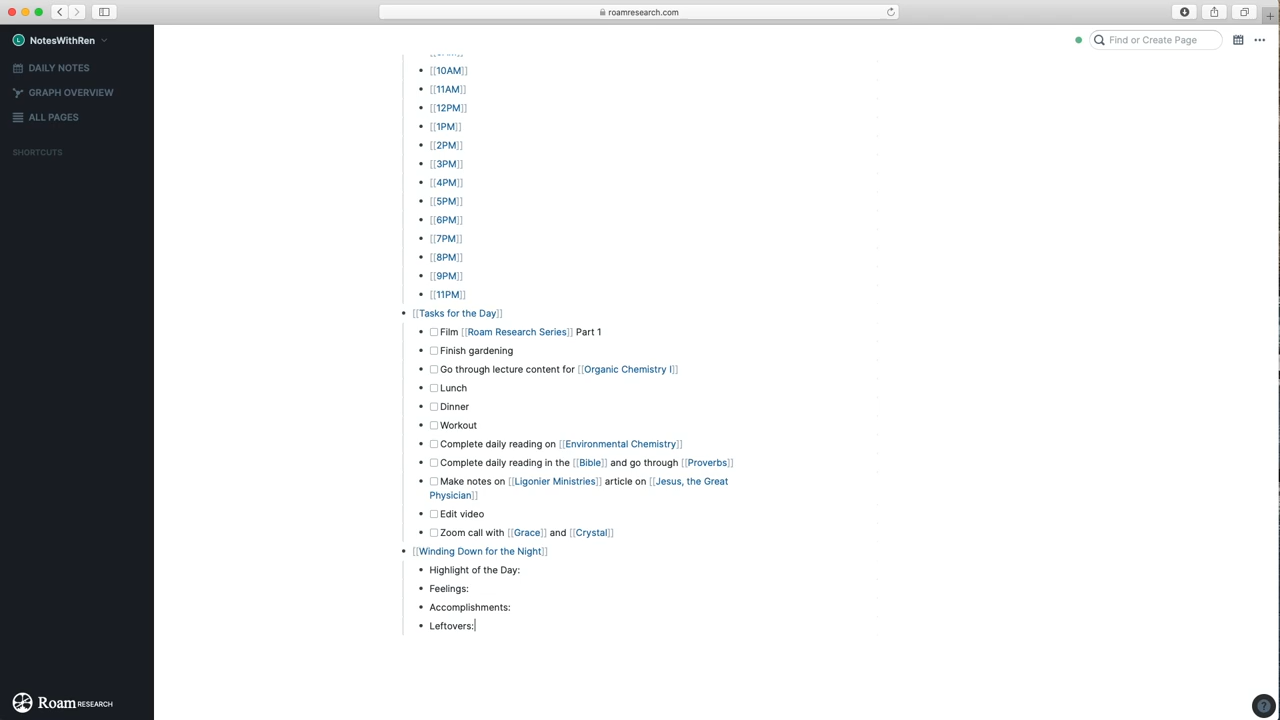 roamresearch.com
NotesWithRen
Find or Create Page
DAILY NOTES
GRAPH OVERVIEW
ALL PAGES
SHORTCUTS
[[10AM]]
[[11AM]]
[[12PM]]
[[1PM]]
[[2PM]]
[[3PM]]
[[4PM]]
[[5PM]]
[[6PM]]
[[7PM]]
[[8PM]]
[[9PM]]
[[11PM]]
[[Tasks for the Day]]
Film [[Roam Research Series]] Part 1
Finish gardening
Go through lecture content for [[Organic Chemistry I]]
Lunch
Dinner
Workout
Complete daily reading on [[Environmental Chemistry]]
Complete daily reading in the [[Bible]] and go through [[Proverbs]]
Make notes on [[Ligonier Ministries]] article on [[Jesus, the Great
Physician]]
Edit video
Zoom call with [[Grace]] and [[Crystal]]
[[Winding Down for the Night]]
Highlight of the Day:
Feelings:
Accomplishments:
Leftovers:
Roam RESEARCH